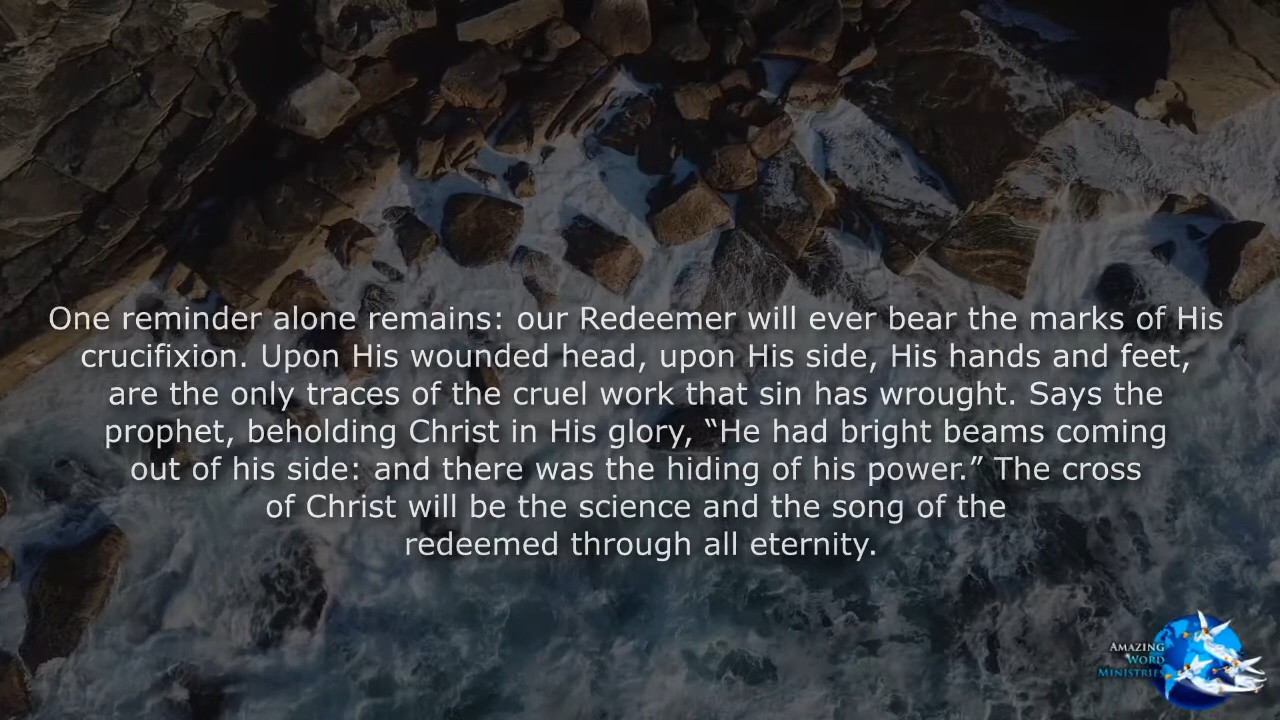 One reminder alone remains: our Redeemer will ever bear the marks of His
crucifixion. Upon His wounded head, upon His side, His hands and feet,
are the only traces of the cruel work that sin has wrought. Says the
prophet, beholding Christ in His glory, “He had bright beams coming
out of his side: and there was the hiding of his power.” The cross
of Christ will be the science and the song of the
redeemed through all eternity.
AMAZING
WORD
MINISTRIES